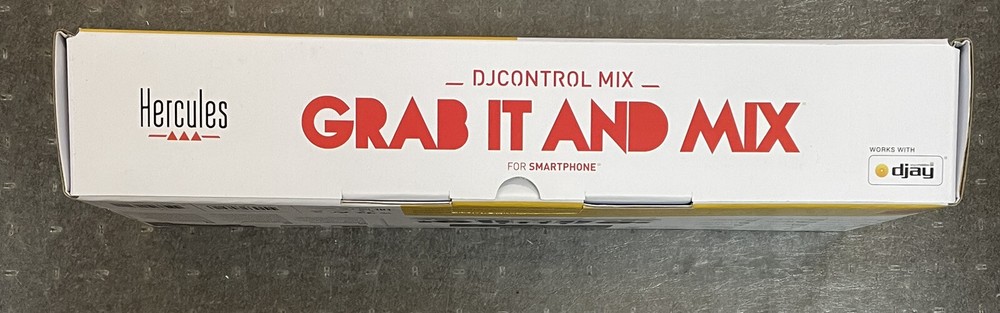 Hercules
DJCONTROL MIX
GRAB IT AND MIX
FOR SMARTPHONE
WORKS WITH
djay